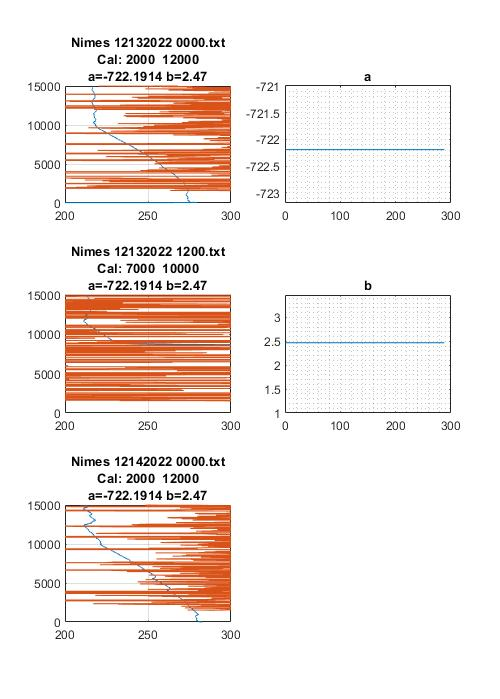 Nimes 12132022 0000.txt
Cal: 2000 12000
a=-722.1914 b=2.47
15000
10000
5000
0
200 250 300
a
-721
-721.5
-722
-722.5
-723
0 100 200 300
Nimes 12132022 1200.txt
Cal: 7000 10000
a=-722.1914 b=2.47
15000
10000
5000
0
200 250 300
b
3
2.5
2
1.5
1
0 100 200 300
Nimes 12142022 0000.txt
Cal: 2000 12000
a=-722.1914 b=2.47
15000
10000
5000
0
200 250 300